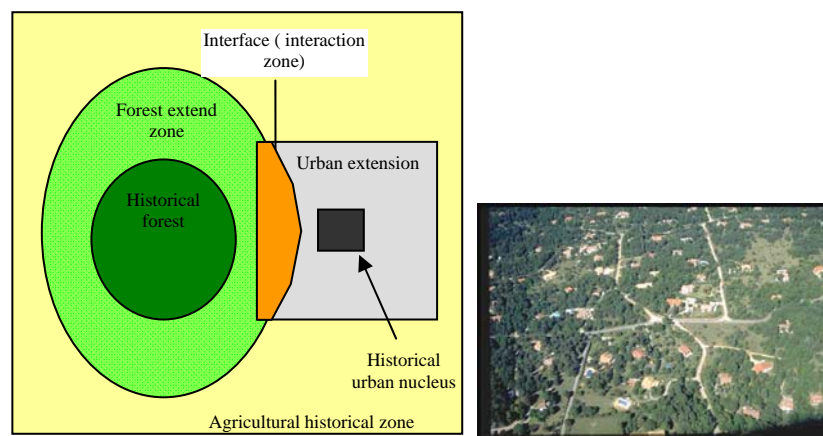 Interface ( interaction
zone)
Forest extend
zone
Urban extension
Historical
forest
Historical
urban nucleus
Agricultural historical zone